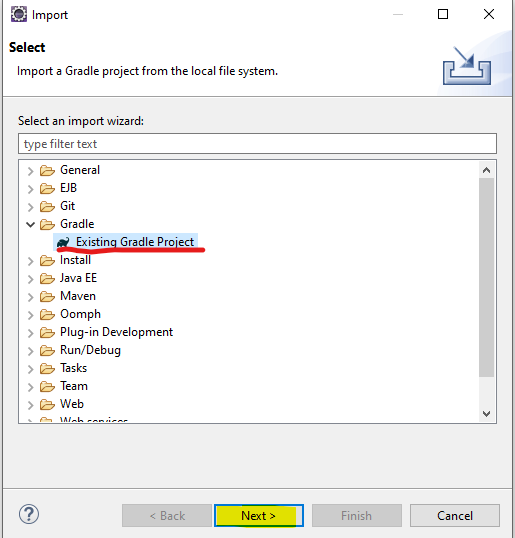 Import
Select
Import a Gradle project from the local file system.
Select an import wizard:
type filter text
General
EJB
Git
Gradle
Existing Gradle Project
Install
Java EE
Maven
Oomph
Plug-in Development
Run/Debug
Tasks
Team
Web
Web services
?
< Back
Next >
Finish
Cancel